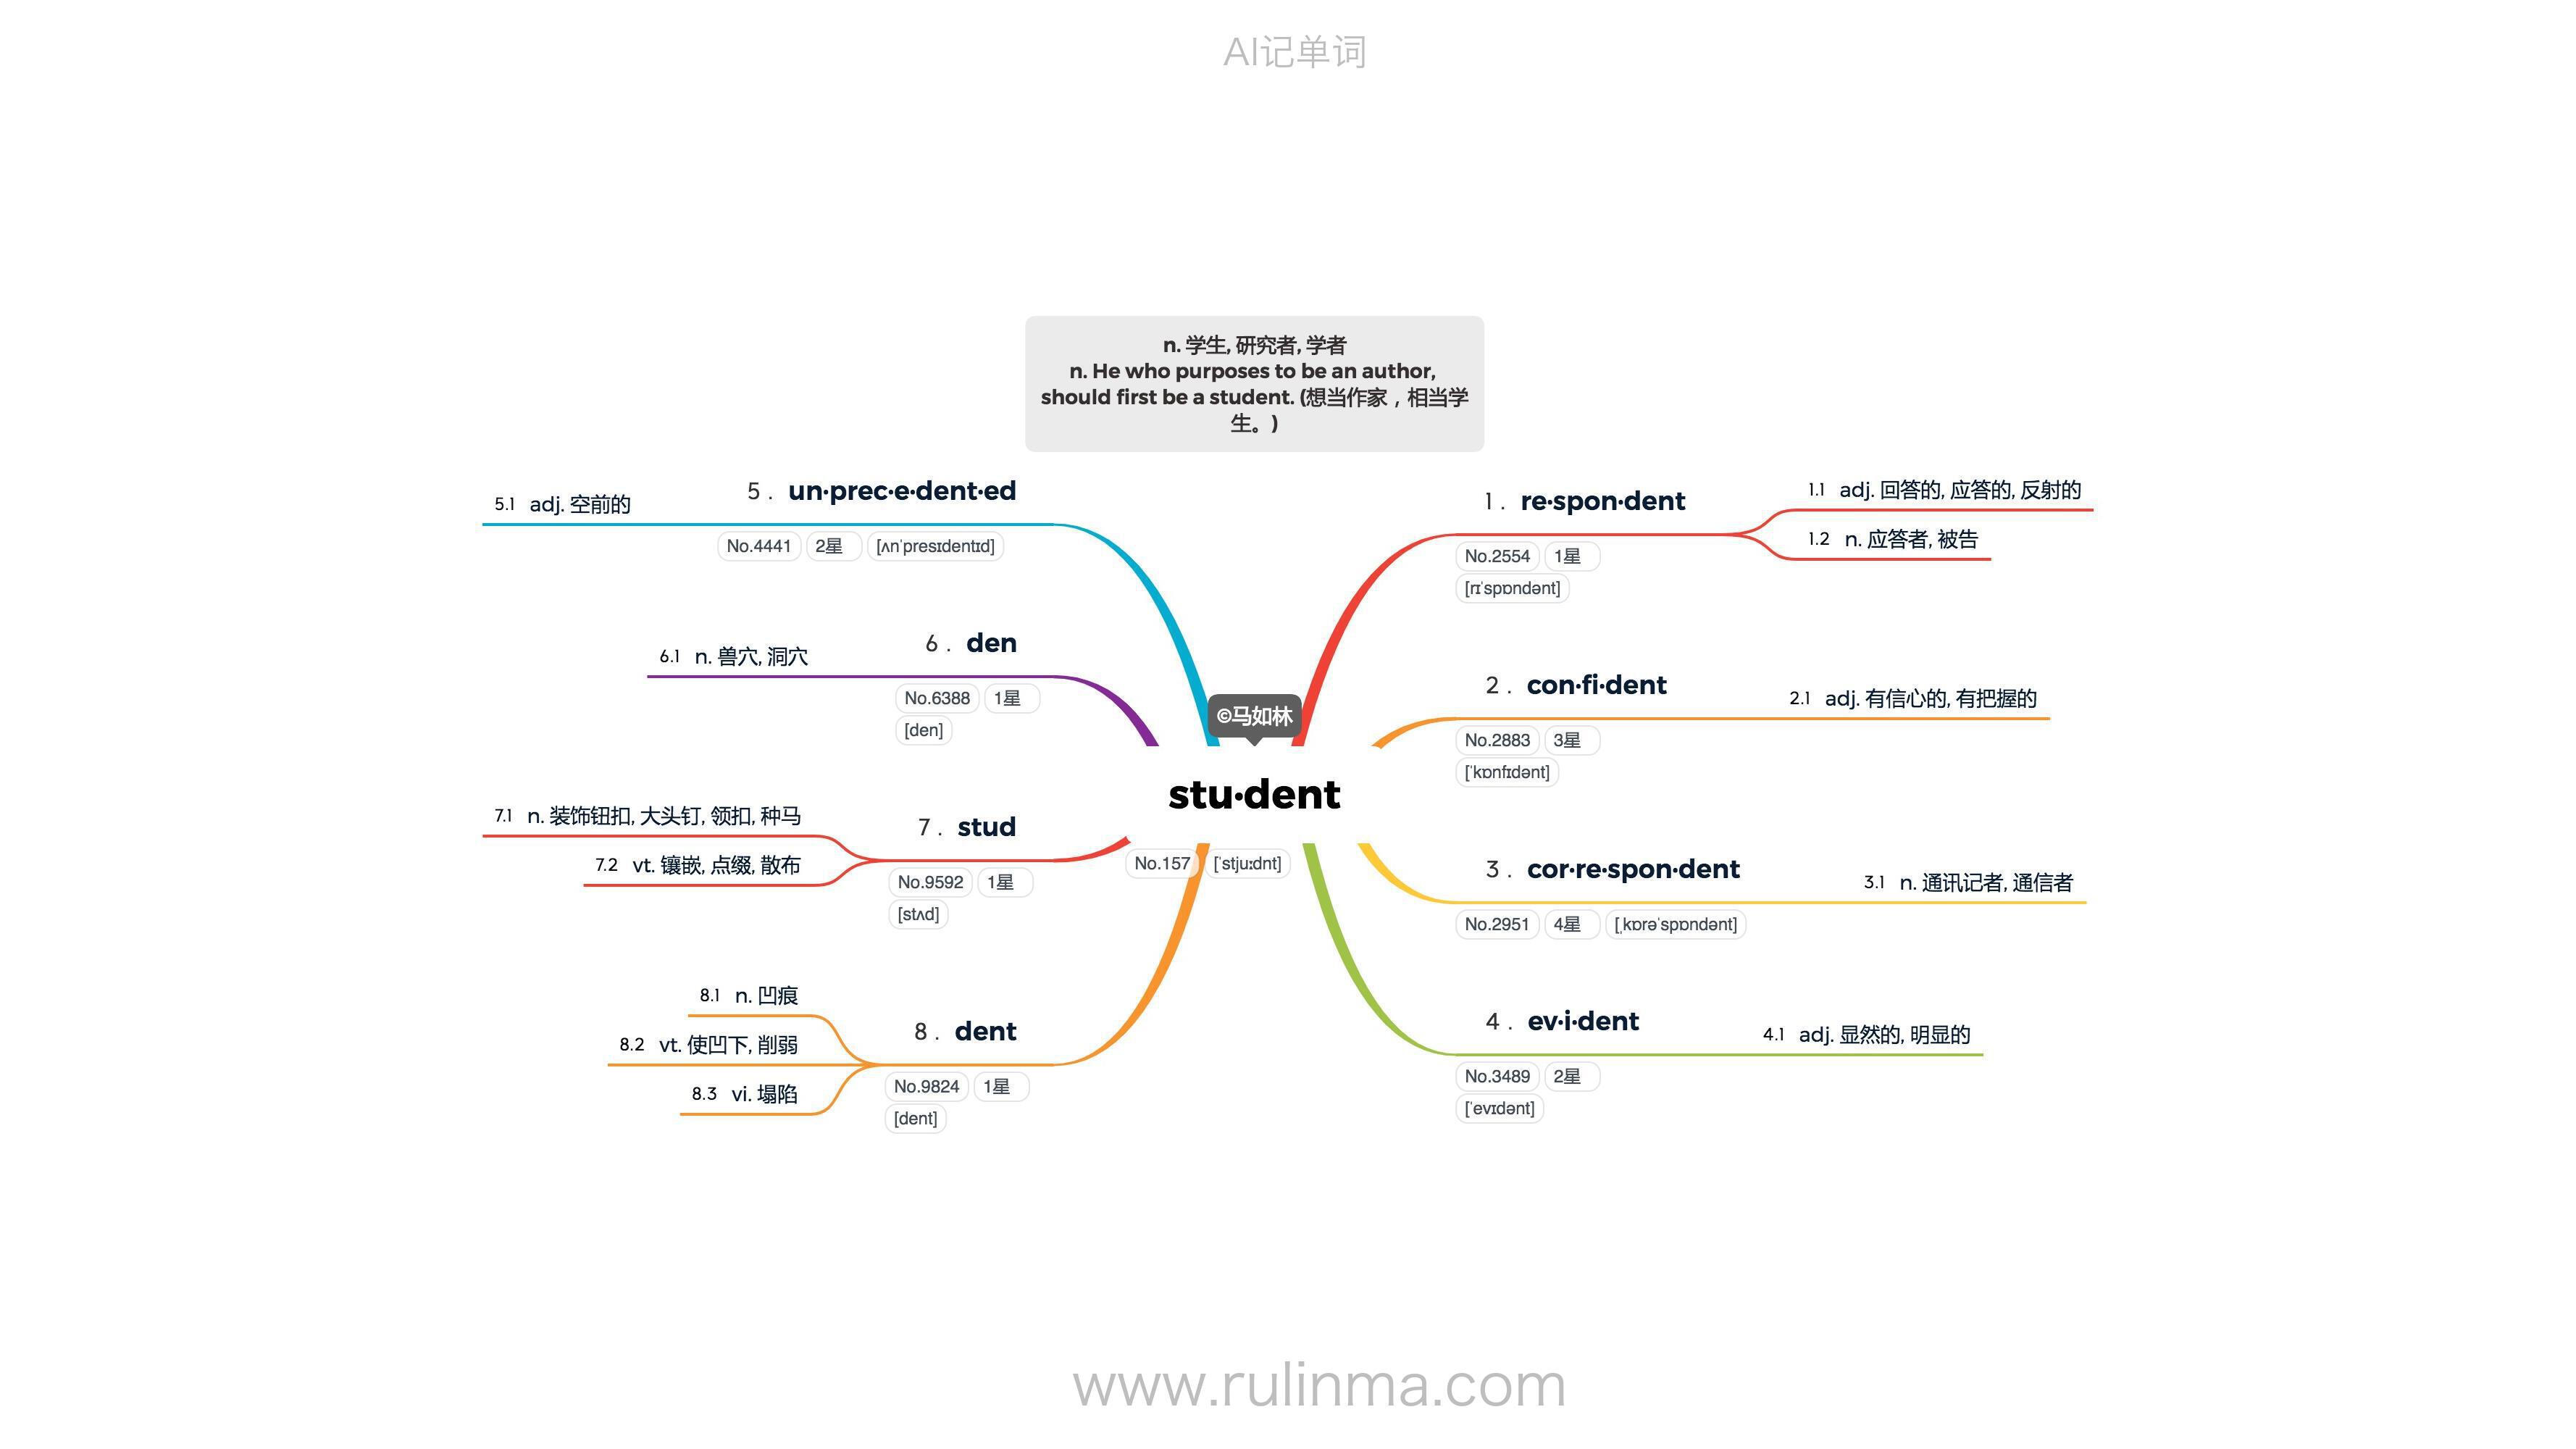 AI记单词
n. 学生, 研究者, 学者
n. He who purposes to be an author,
should first be a student. (想当作家，相当学
生。)
©马如林
stu·dent
No.157 [ˈstjuːdnt]
1 . re·spon·dent
No.2554 1星
[rɪˈspɒndənt]
1.1 adj. 回答的, 应答的, 反射的
1.2 n. 应答者, 被告
2 . con·fi·dent
No.2883 3星
[ˈkɒnfɪdənt]
2.1 adj. 有信心的, 有把握的
3 . cor·re·spon·dent
No.2951 4星 [ˌkɒrəˈspɒndənt]
3.1 n. 通讯记者, 通信者
4 . ev·i·dent
No.3489 2星
[ˈevɪdənt]
4.1 adj. 显然的, 明显的
5 . un·prec·e·dent·ed
No.4441 2星 [ʌnˈpresɪdentɪd]
5.1 adj. 空前的
6 . den
No.6388 1星
[den]
6.1 n. 兽穴, 洞穴
7 . stud
No.9592 1星
[stʌd]
7.1 n. 装饰钮扣, 大头钉, 领扣, 种马
7.2 vt. 镶嵌, 点缀, 散布
8 . dent
No.9824 1星
[dent]
8.1 n. 凹痕
8.2 vt. 使凹下, 削弱
8.3 vi. 塌陷
www.rulinma.com